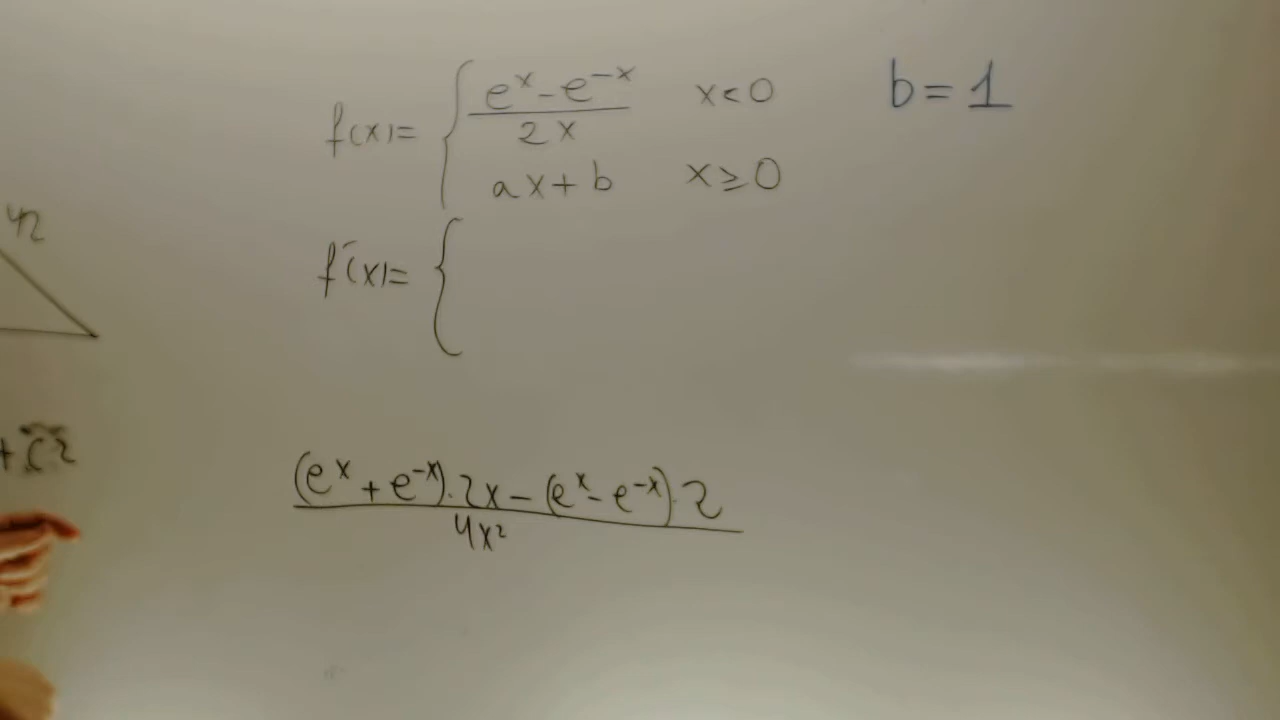 f(x)= { (e^x - e^-x)/(2x)   x<0   b=1
ax+b   x≥0
f'(x)= {
((e^x + e^-x)·2x - (e^x - e^-x)·2)/(4x²)